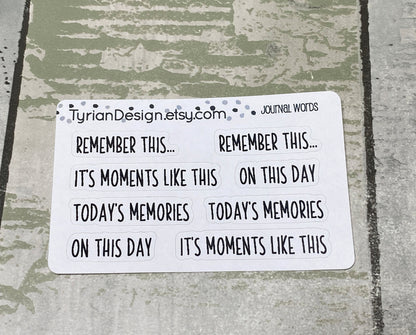 TyrianDesign.etsy.com JOURNAL WORDS
REMEMBER THIS... REMEMBER THIS...
IT'S MOMENTS LIKE THIS ON THIS DAY
TODAY'S MEMORIES TODAY'S MEMORIES
ON THIS DAY IT'S MOMENTS LIKE THIS